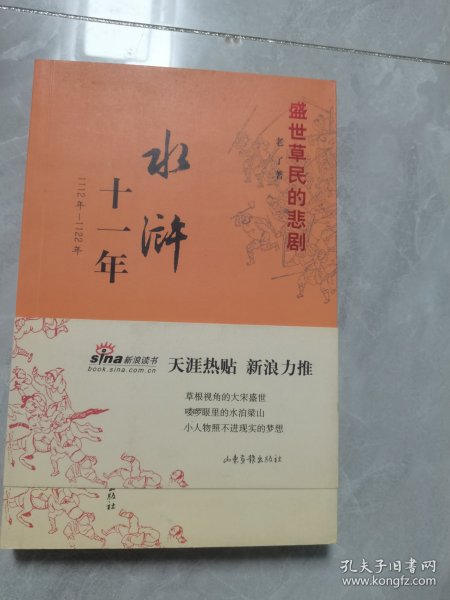 盛世草民的悲剧
老了著
水浒
十一年
1112年—1122年
sina新浪读书
book.sina.com.cn
天涯热贴 新浪力推
草根视角的大宋盛世
喽啰眼里的水泊梁山
小人物照不进现实的梦想
山东画报出版社
出版社
孔夫子旧书网
www.kongfz.com